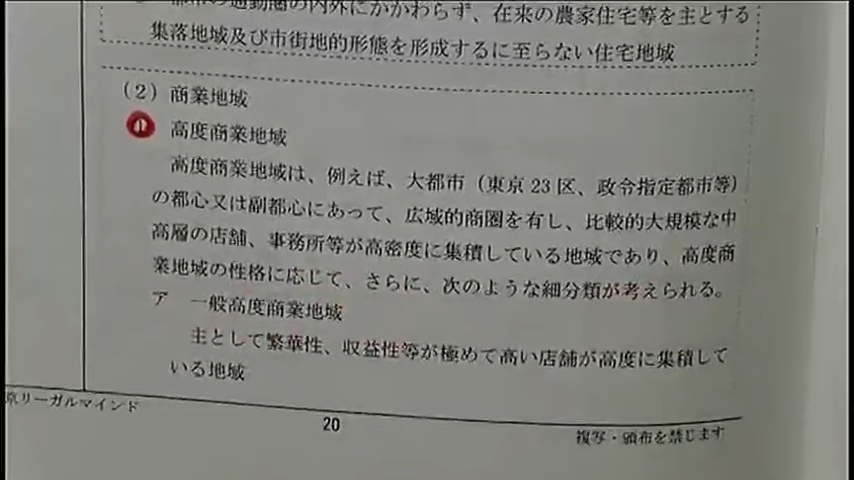 都市の通勤圏の内外にかかわらず、在来の農家住宅等を主とする
集落地域及び市街地的形態を形成するに至らない住宅地域
(2) 商業地域
① 高度商業地域
高度商業地域は、例えば、大都市（東京 23 区、政令指定都市等）
の都心又は副都心にあって、広域的商圏を有し、比較的大規模な中
高層の店舗、事務所等が高密度に集積している地域であり、高度商
業地域の性格に応じて、さらに、次のような細分類が考えられる。
ア 一般高度商業地域
主として繁華性、収益性等が極めて高い店舗が高度に集積して
いる地域
京リーガルマインド
20
複写・頒布を禁じます